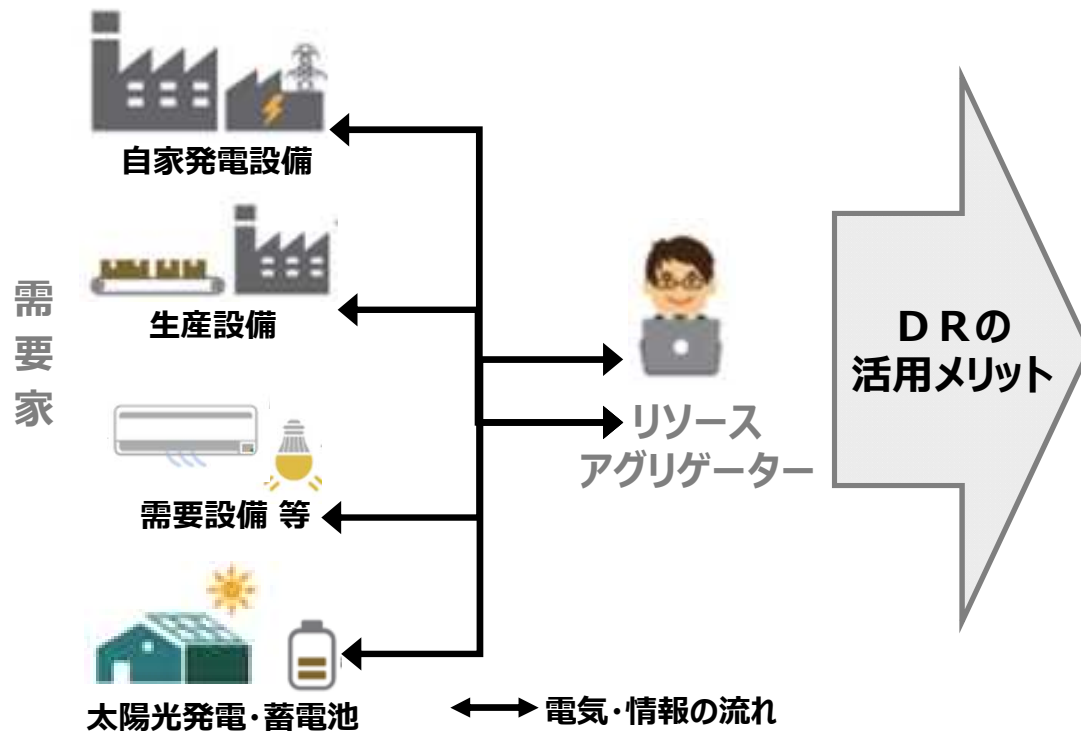 需要家
自家発電設備
生産設備
需要設備 等
太陽光発電・蓄電池
リソース
アグリゲーター
電気・情報の流れ
ＤＲの
活用メリット